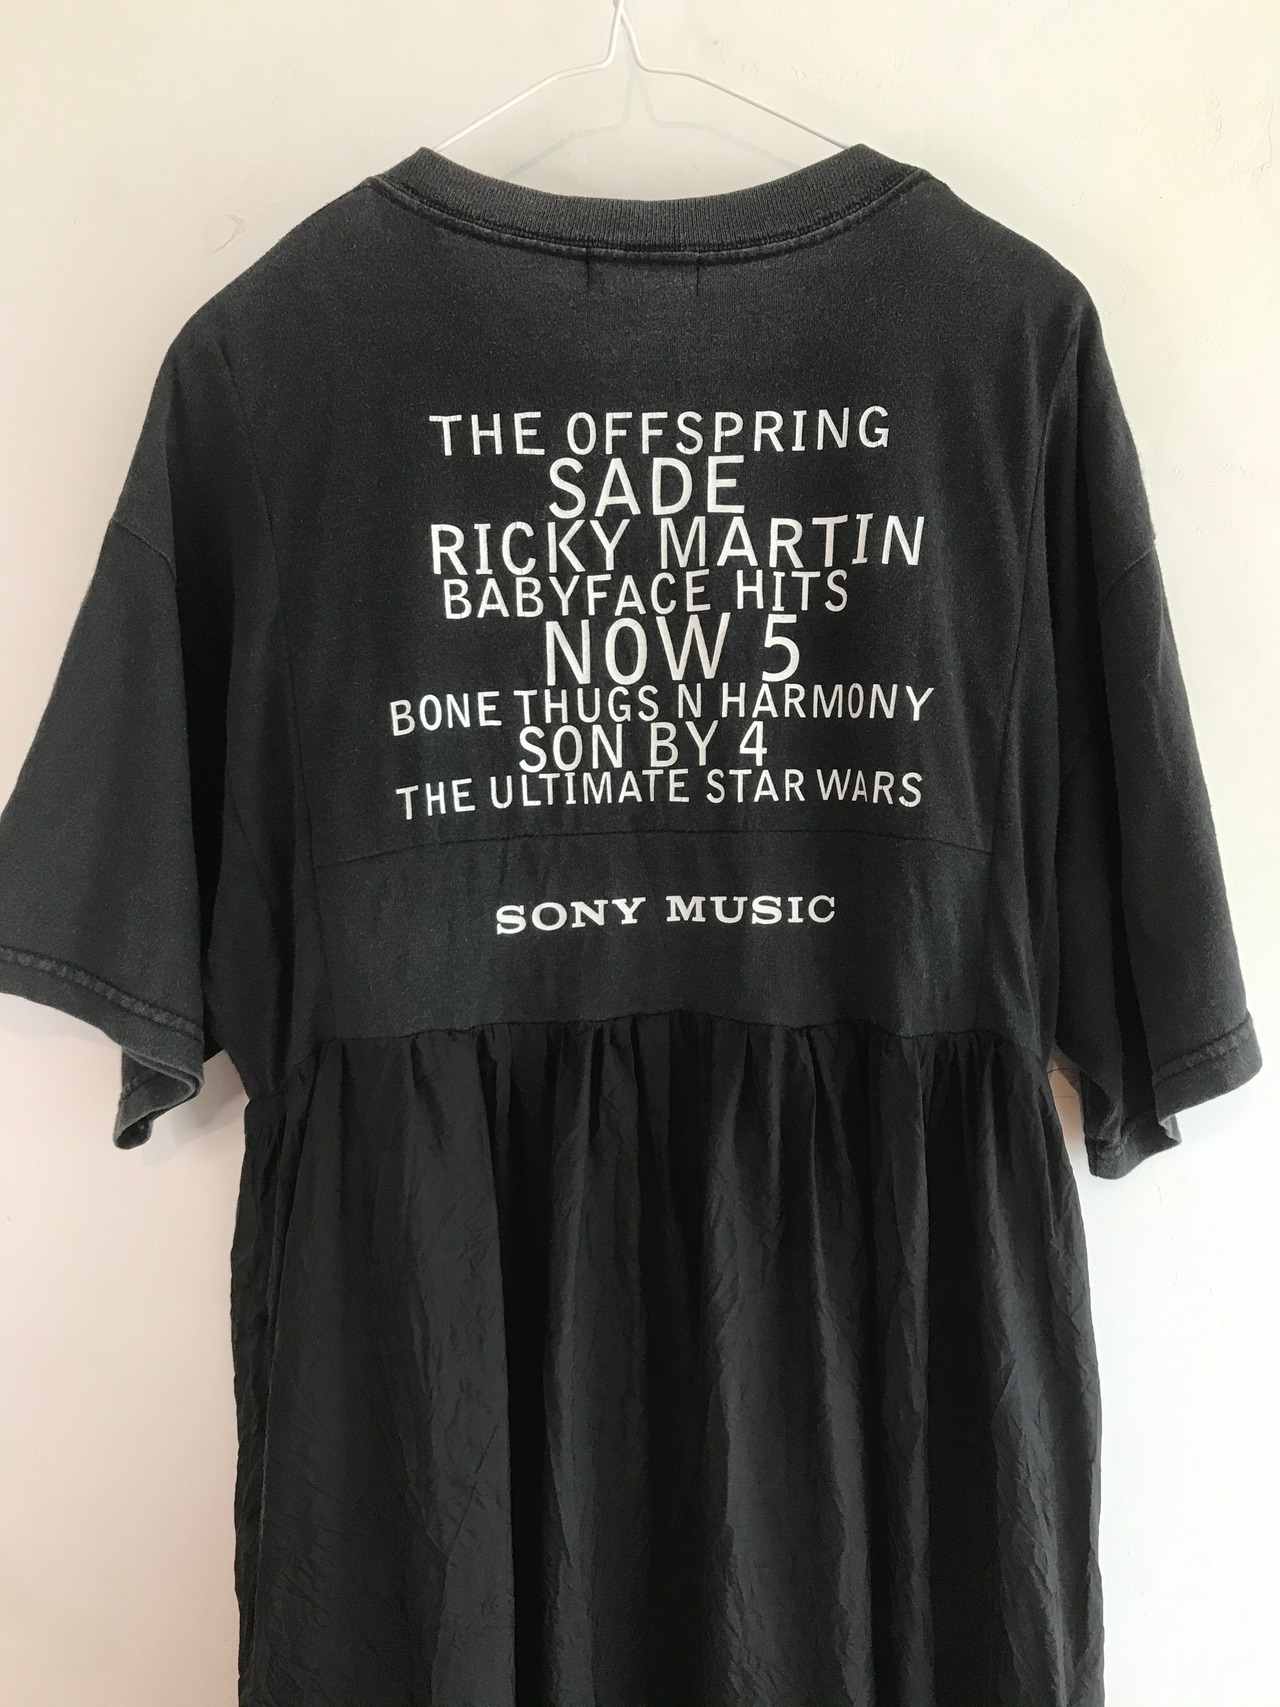 THE OFFSPRING
SADE
RICKY MARTIN
BABYFACE HITS
NOW 5
BONE THUGS N HARMONY
SON BY 4
THE ULTIMATE STAR WARS
SONY MUSIC